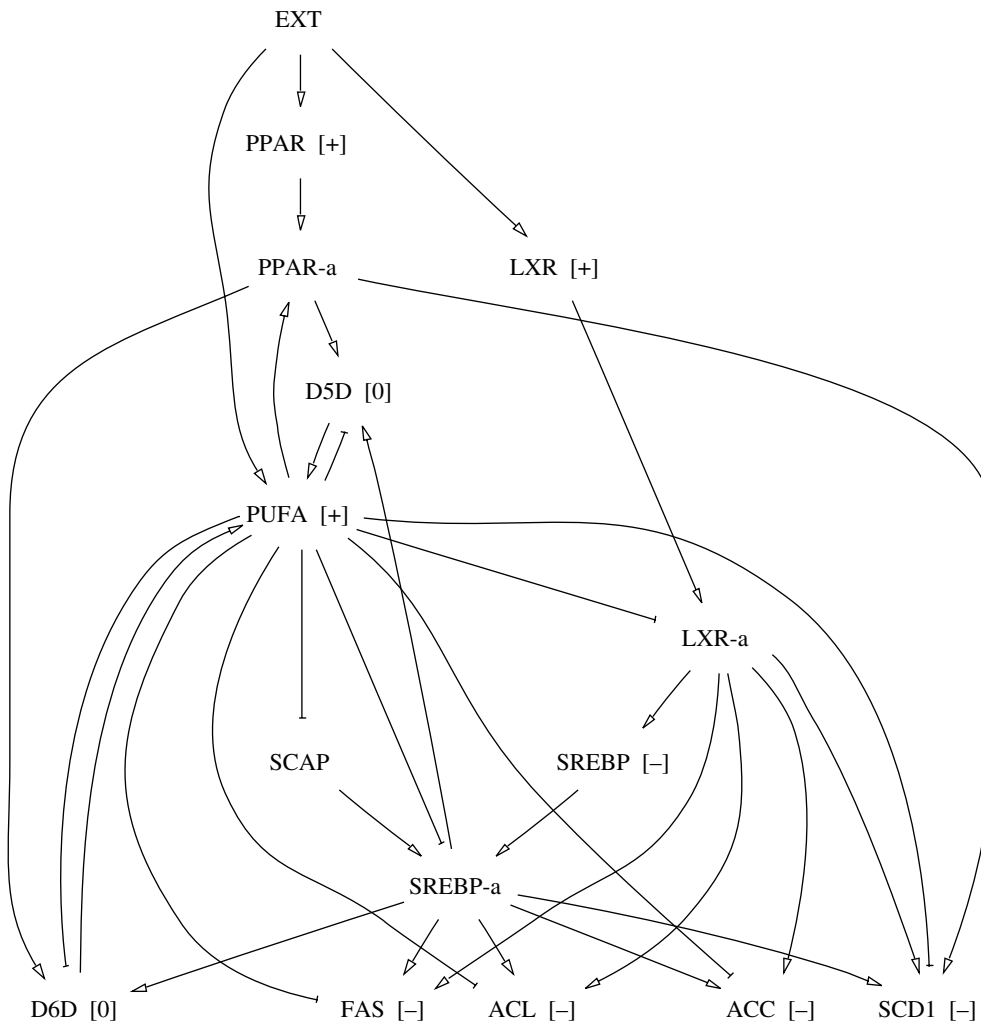 EXT
PPAR [+]
PPAR-a
LXR [+]
D5D [0]
PUFA [+]
LXR-a
SCAP
SREBP [–]
SREBP-a
D6D [0]
FAS [–]
ACL [–]
ACC [–]
SCD1 [–]